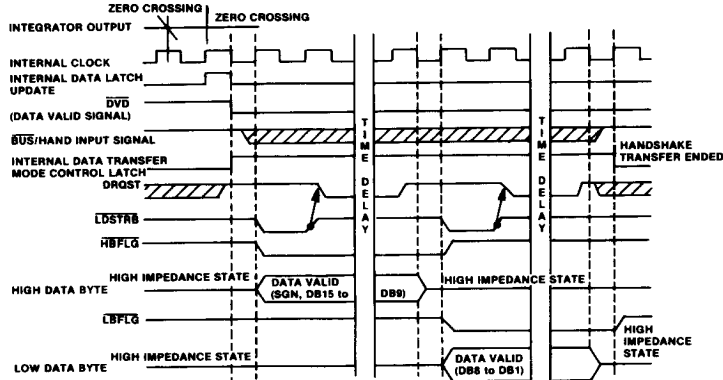 ZERO CROSSING
ZERO CROSSING
INTEGRATOR OUTPUT
INTERNAL CLOCK
INTERNAL DATA LATCH
UPDATE
DVD
(DATA VALID SIGNAL)
BUS/HAND INPUT SIGNAL
INTERNAL DATA TRANSFER
MODE CONTROL LATCH
HANDSHAKE
TRANSFER ENDED
DRQST
LDSTRB
HBFLG
TIME DELAY
TIME DELAY
HIGH IMPEDANCE STATE
HIGH DATA BYTE
DATA VALID
(SGN, DB15 to DB9)
HIGH IMPEDANCE STATE
LBFLG
HIGH
IMPEDANCE
STATE
HIGH IMPEDANCE STATE
LOW DATA BYTE
DATA VALID
(DB8 to DB1)